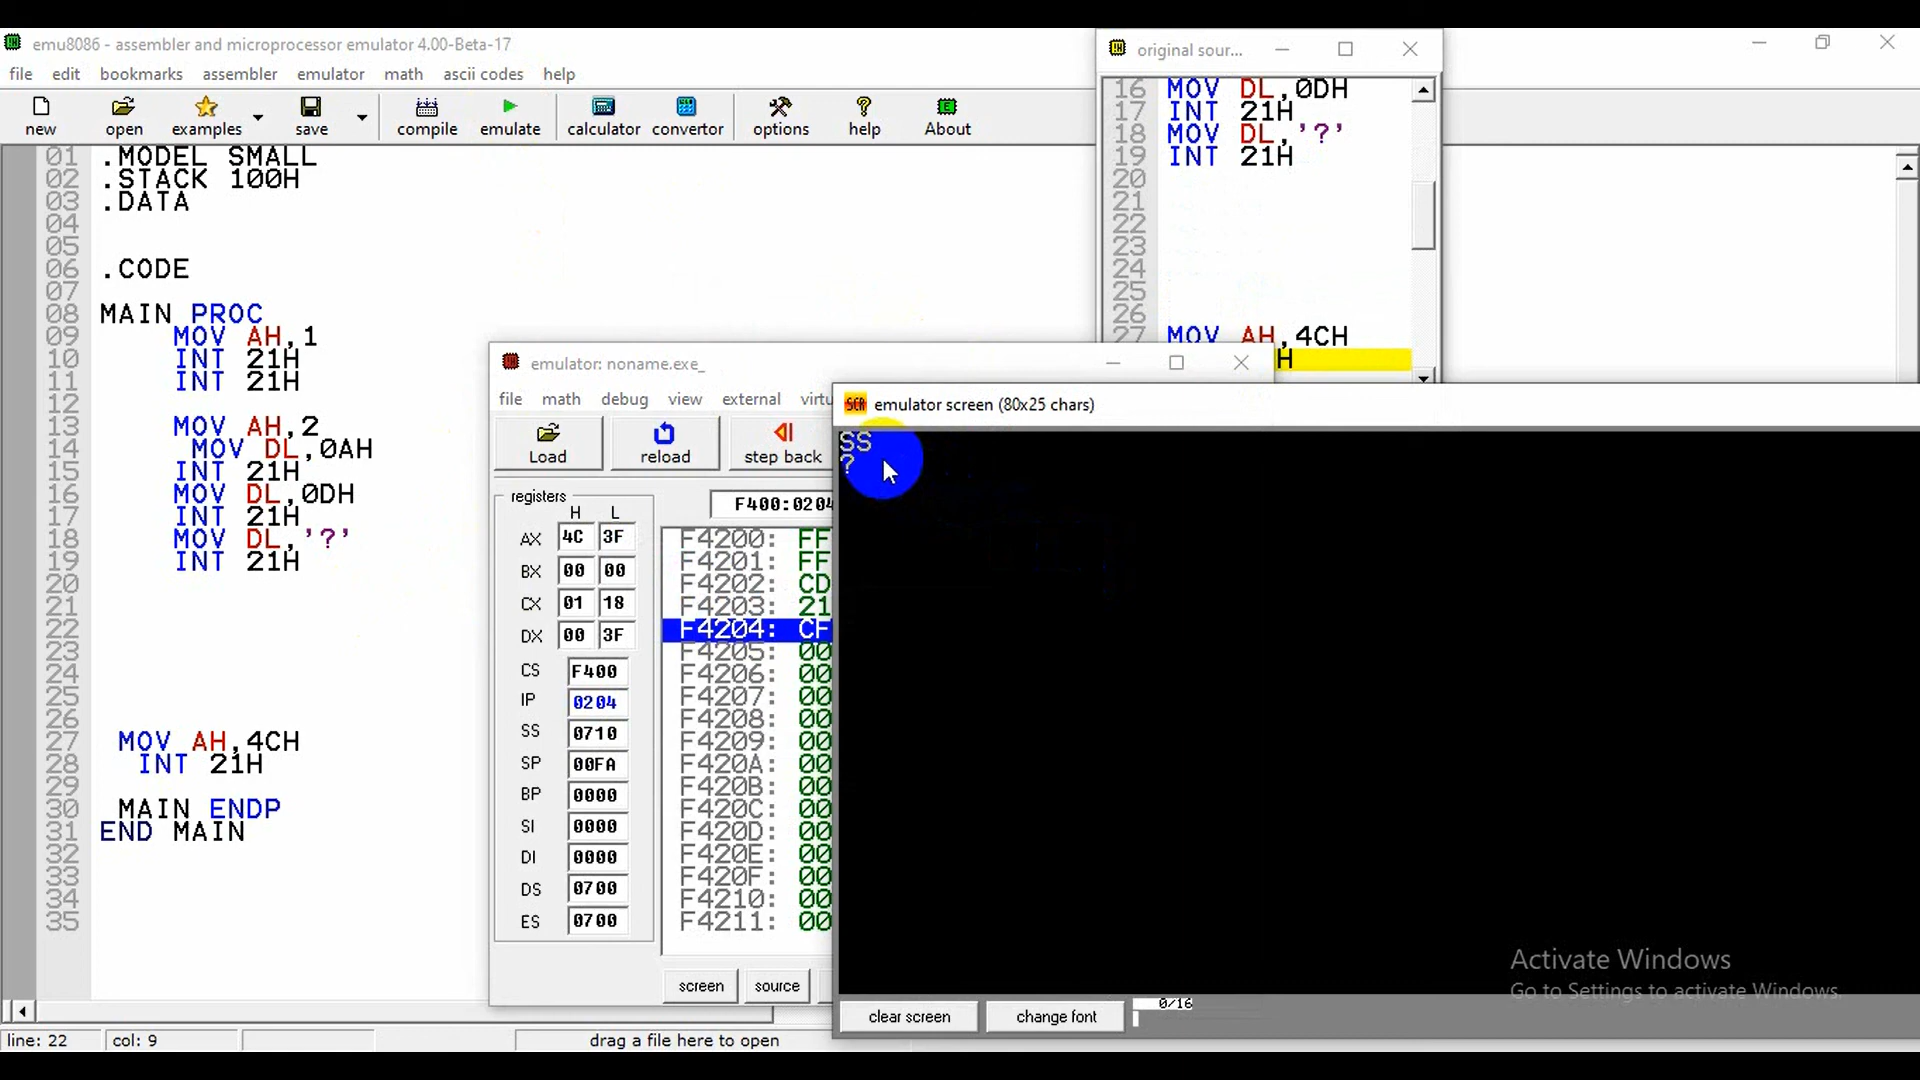 emu8086 - assembler and microprocessor emulator 4.00-Beta-17
file edit bookmarks assembler emulator math ascii codes help
new open examples save compile emulate calculator convertor options help About
01 .MODEL SMALL
02 .STACK 100H
03 .DATA
04
05
06 .CODE
07
08 MAIN PROC
09 MOV AH,1
10 INT 21H
11 INT 21H
12
13 MOV AH,2
14 MOV DL,0AH
15 INT 21H
16 MOV DL,0DH
17 INT 21H
18 MOV DL,'?'
19 INT 21H
20
21
22
23
24
25
26
27 MOV AH,4CH
28 INT 21H
29
30 MAIN ENDP
31 END MAIN
32
33
34
35
line: 22 col: 9 drag a file here to open
original sour...
16 MOV DL,0DH
17 INT 21H
18 MOV DL,'?'
19 INT 21H
20
21
22
23
24
25
26
27 MOV AH,4CH
H
emulator: noname.exe_
file math debug view external virtu
Load reload step back
registers F400:0204
H L
AX 4C 3F
BX 00 00
CX 01 18
DX 00 3F
CS F400
IP 0204
SS 0710
SP 00FA
BP 0000
SI 0000
DI 0000
DS 0700
ES 0700
F4200: FF
F4201: FF
F4202: CD
F4203: 21
F4204: CF
F4205: 00
F4206: 00
F4207: 00
F4208: 00
F4209: 00
F420A: 00
F420B: 00
F420C: 00
F420D: 00
F420E: 00
F420F: 00
F4210: 00
F4211: 00
screen source
SCR emulator screen (80x25 chars)
SS
?
clear screen change font 0/16
Activate Windows
Go to Settings to activate Windows.